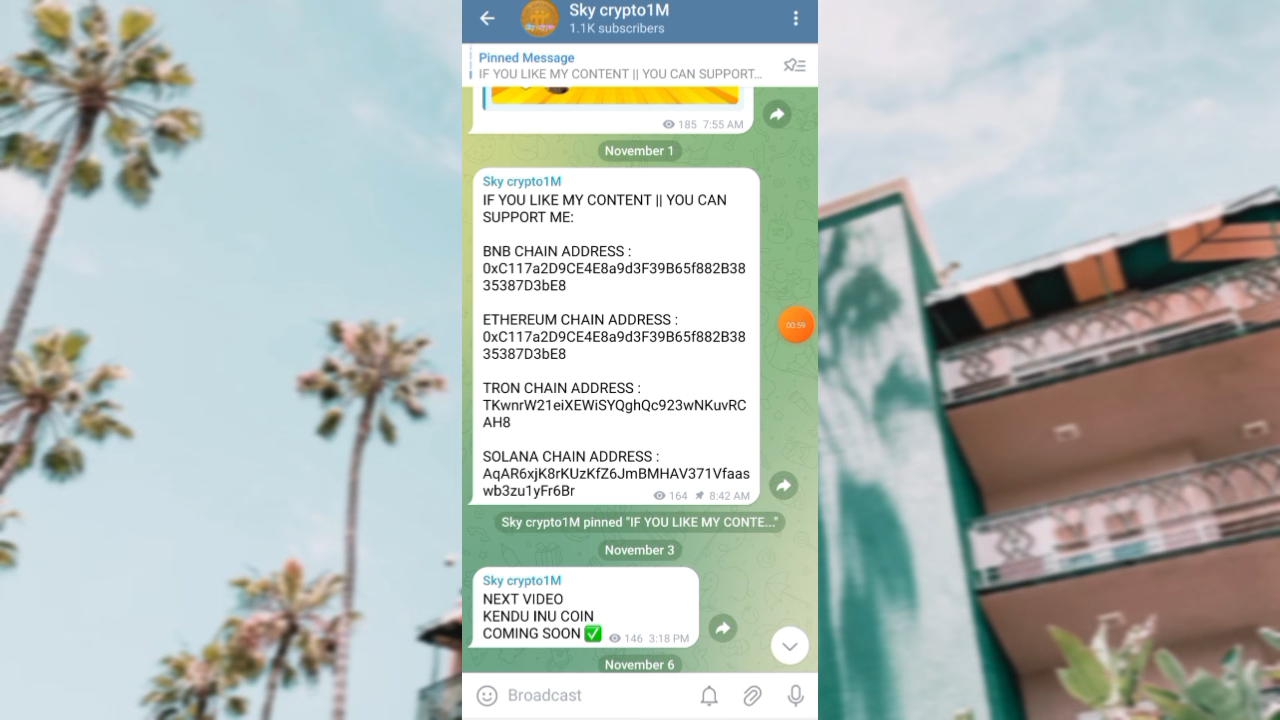 Sky crypto1M
1.1K subscribers
Pinned Message
IF YOU LIKE MY CONTENT || YOU CAN SUPPORT...
185 7:55 AM
November 1
Sky crypto1M
IF YOU LIKE MY CONTENT || YOU CAN
SUPPORT ME:
BNB CHAIN ADDRESS :
0xC117a2D9CE4E8a9d3F39B65f882B38
35387D3bE8
ETHEREUM CHAIN ADDRESS :
0xC117a2D9CE4E8a9d3F39B65f882B38
35387D3bE8
TRON CHAIN ADDRESS :
TKwnrW21eiXEWiSYQghQc923wNKuvRC
AH8
SOLANA CHAIN ADDRESS :
AqAR6xjK8rKUzKfZ6JmBMHAV371Vfaas
wb3zu1yFr6Br
164 8:42 AM
Sky crypto1M pinned "IF YOU LIKE MY CONTE..."
November 3
Sky crypto1M
NEXT VIDEO
KENDU INU COIN
COMING SOON ✅
146 3:18 PM
November 6
Broadcast
00:59